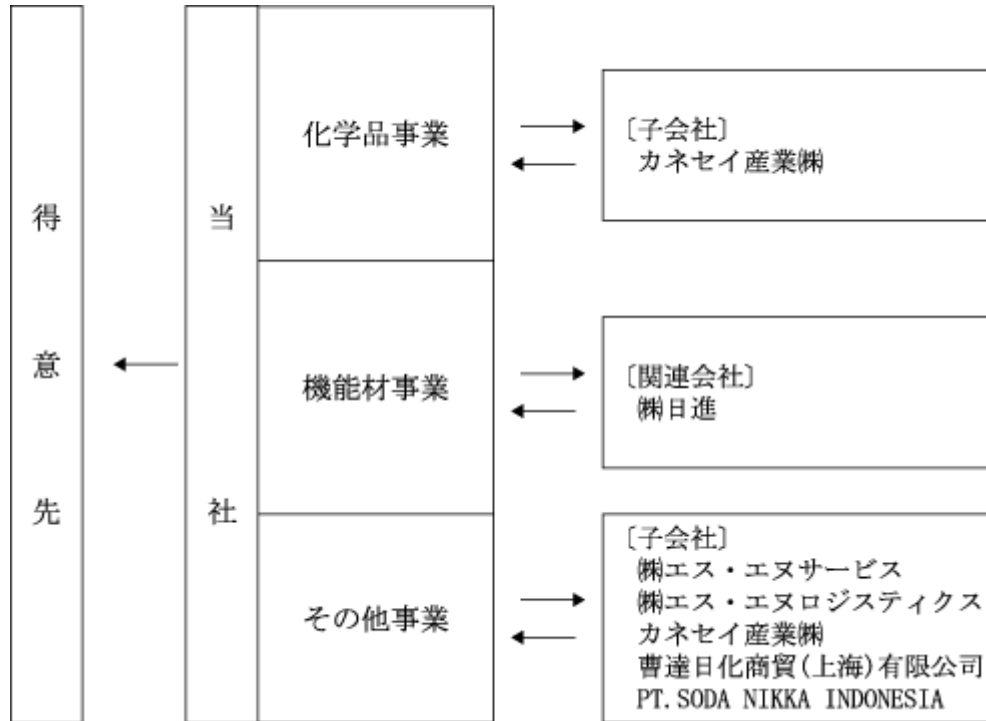 得意先
当社
化学品事業
〔子会社〕
カネセイ産業㈱
機能材事業
〔関連会社〕
㈱日進
その他事業
〔子会社〕
㈱エス・エヌサービス
㈱エス・エヌロジスティクス
カネセイ産業㈱
曹達日化商貿(上海)有限公司
PT.SODA NIKKA INDONESIA